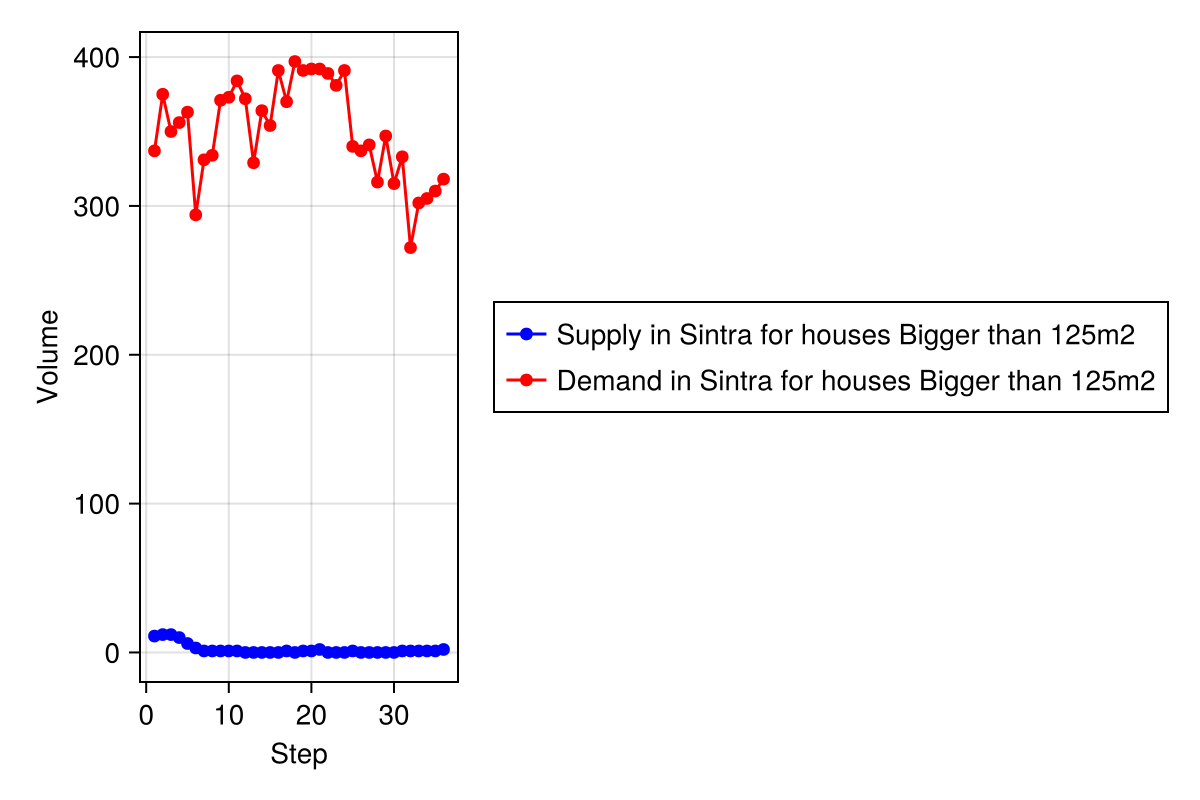 400
300
200
100
0
Volume
0 10 20 30
Step
Supply in Sintra for houses Bigger than 125m2
Demand in Sintra for houses Bigger than 125m2